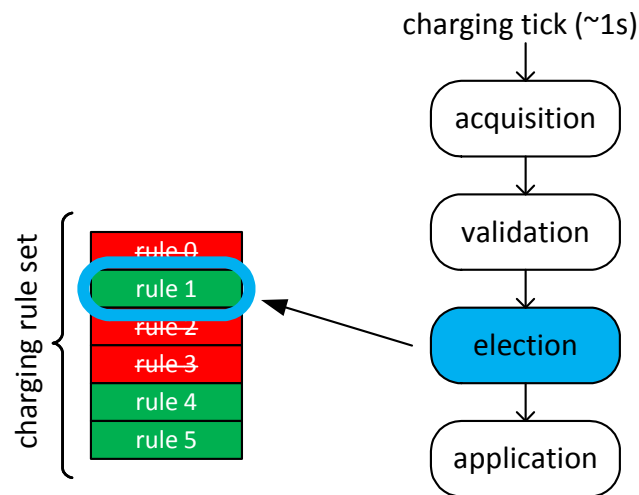 charging tick (~1s)
acquisition
validation
election
application
charging rule set
rule 0
rule 1
rule 2
rule 3
rule 4
rule 5